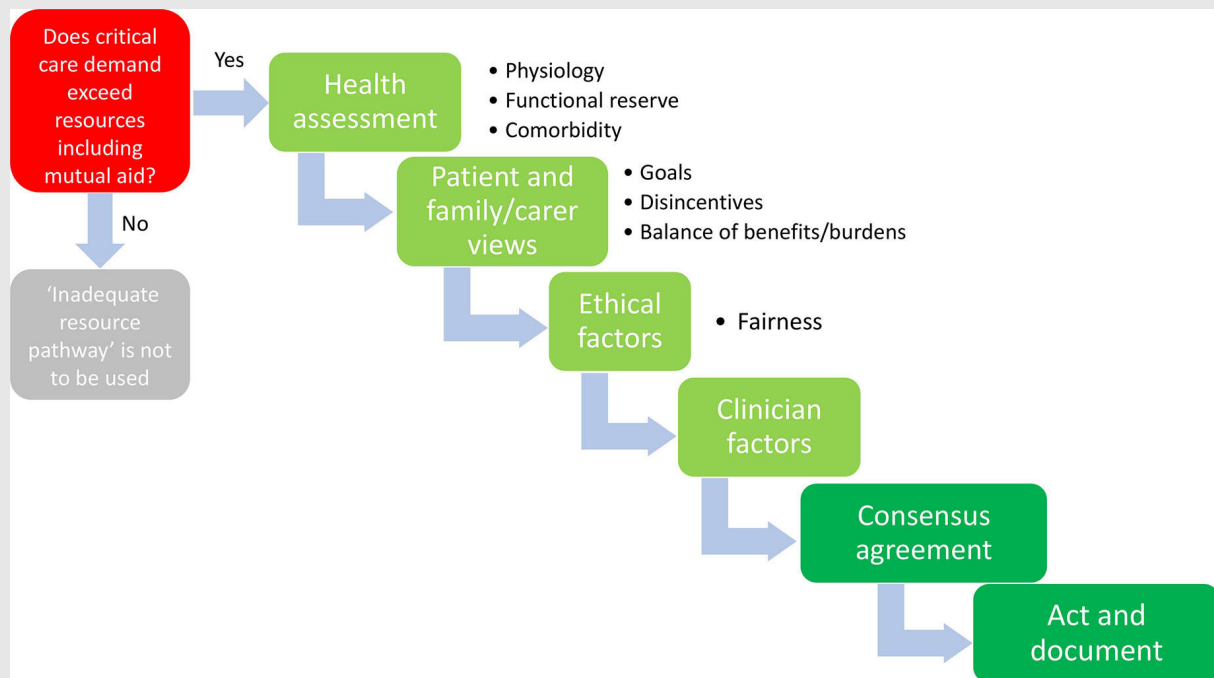 Does critical
care demand
exceed
resources
including
mutual aid?
Yes
No
'Inadequate
resource
pathway' is not
to be used
Health
assessment
• Physiology
• Functional reserve
• Comorbidity
Patient and
family/carer
views
• Goals
• Disincentives
• Balance of benefits/burdens
Ethical
factors
• Fairness
Clinician
factors
Consensus
agreement
Act and
document